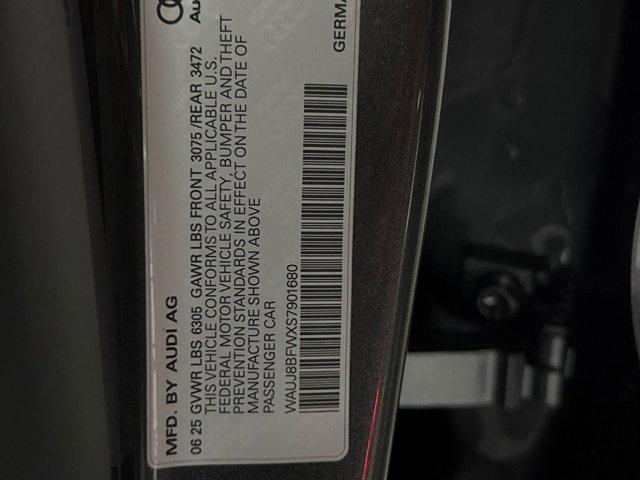 MFD. BY AUDI AG
06 25 GVWR LBS 6305 GAWR LBS FRONT 3075 /REAR 3472
THIS VEHICLE CONFORMS TO ALL APPLICABLE U.S.
FEDERAL MOTOR VEHICLE SAFETY, BUMPER AND THEFT
PREVENTION STANDARDS IN EFFECT ON THE DATE OF
MANUFACTURE SHOWN ABOVE
PASSENGER CAR
WAUJ8BFWXS7901680